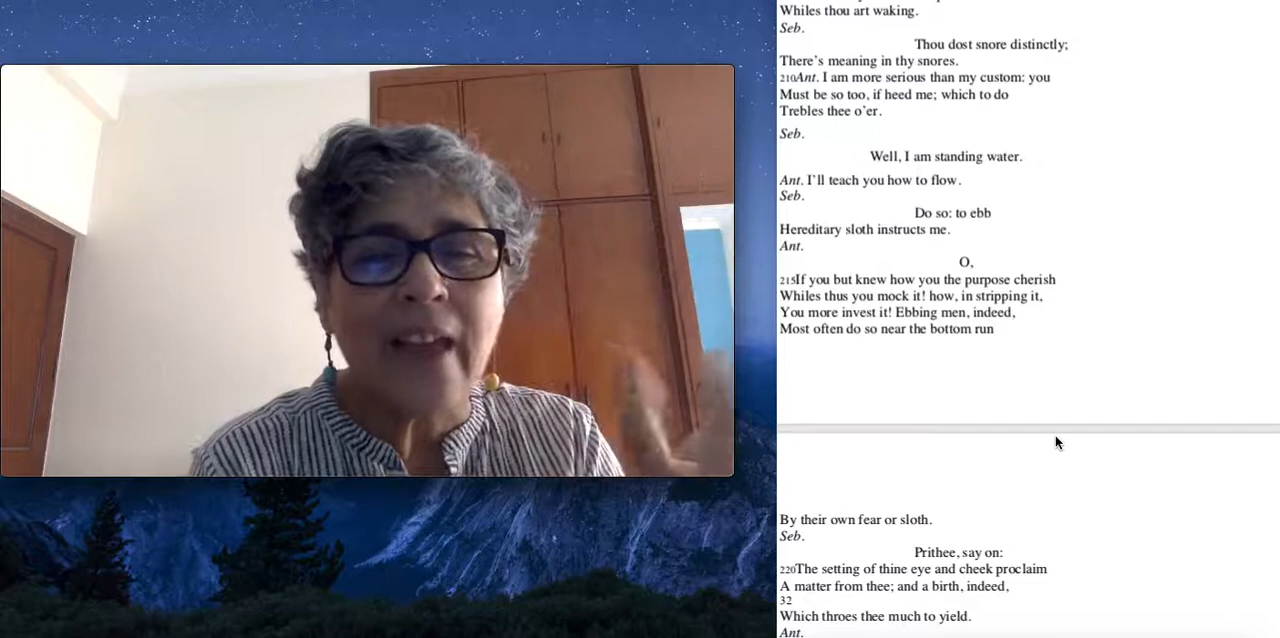 Whiles thou art waking.
Seb.
Thou dost snore distinctly;
There's meaning in thy snores.
210Ant. I am more serious than my custom: you
Must be so too, if heed me; which to do
Trebles thee o'er.
Seb.
Well, I am standing water.
Ant. I'll teach you how to flow.
Seb.
Do so: to ebb
Hereditary sloth instructs me.
Ant.
O,
215If you but knew how you the purpose cherish
Whiles thus you mock it! how, in stripping it,
You more invest it! Ebbing men, indeed,
Most often do so near the bottom run
By their own fear or sloth.
Seb.
Prithee, say on:
220The setting of thine eye and cheek proclaim
A matter from thee; and a birth, indeed,
32
Which throes thee much to yield.
Ant.